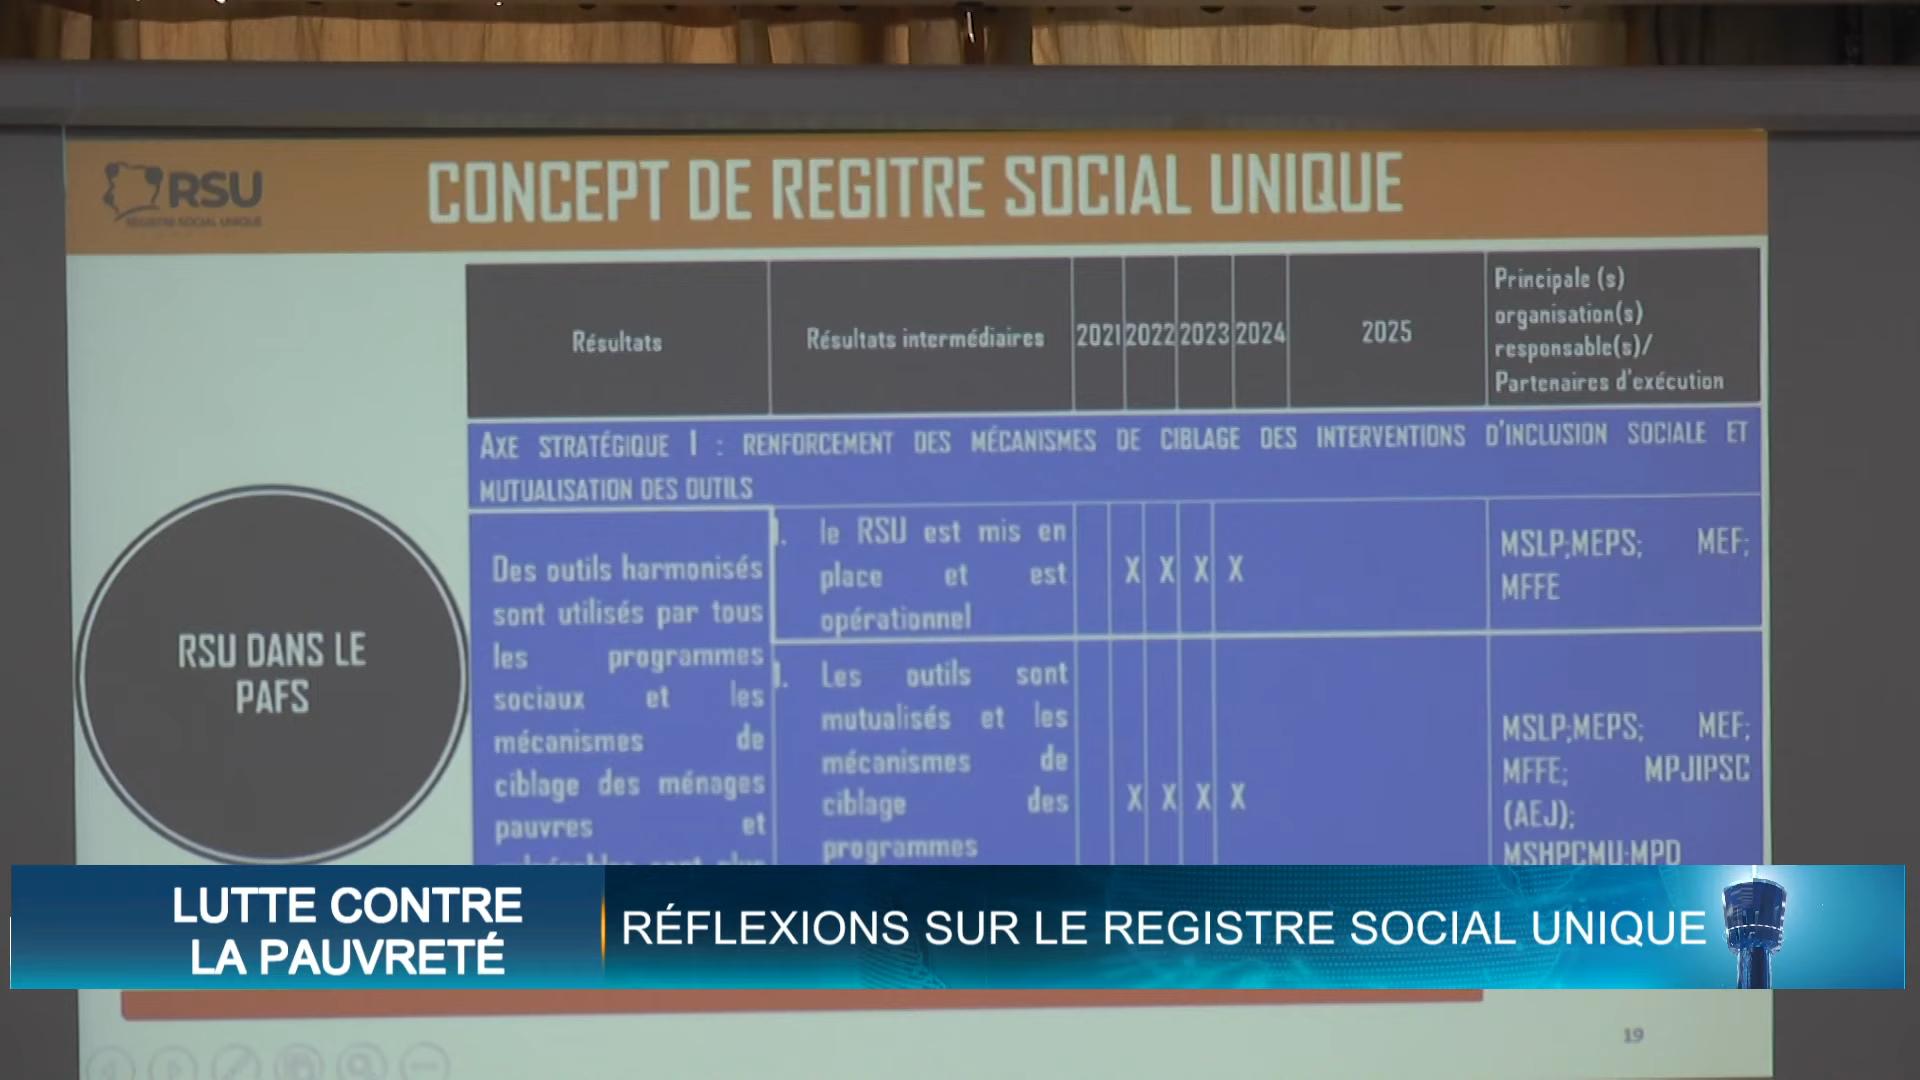 RSU
REGISTRE SOCIAL UNIQUE
CONCEPT DE REGITRE SOCIAL UNIQUE
Résultats
Résultats intermédiaires
2021
2022
2023
2024
2025
Principale (s)
organisation(s)
responsable(s)/
Partenaires d'exécution
AXE STRATÉGIQUE I : RENFORCEMENT DES MÉCANISMES DE CIBLAGE DES INTERVENTIONS D'INCLUSION SOCIALE ET
MUTUALISATION DES OUTILS
RSU DANS LE
PAFS
Des outils harmonisés
sont utilisés par tous
les programmes
sociaux et les
mécanismes de
ciblage des ménages
pauvres et
I. le RSU est mis en
place et est
opérationnel
X X X X
MSLP;MEPS; MEF;
MFFE
I. Les outils sont
mutualisés et les
mécanismes de
ciblage des
programmes
X X X X
MSLP;MEPS; MEF;
MFFE; MPJIPSC
(AEJ);
MSHPCMU;MPD
LUTTE CONTRE
LA PAUVRETÉ
RÉFLEXIONS SUR LE REGISTRE SOCIAL UNIQUE
19